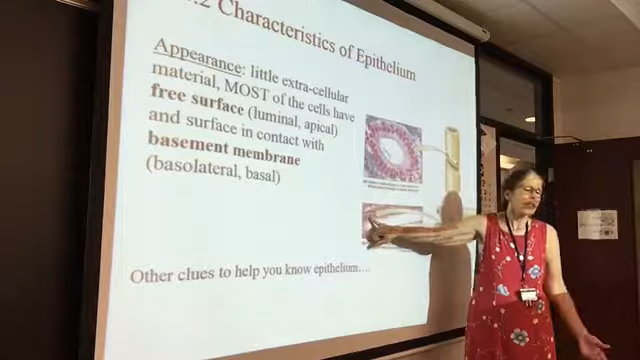 .2 Characteristics of Epithelium
Appearance: little extra-cellular
material, MOST of the cells have
free surface (luminal, apical)
and surface in contact with
basement membrane
(basolateral, basal)
Other clues to help you know epithelium....